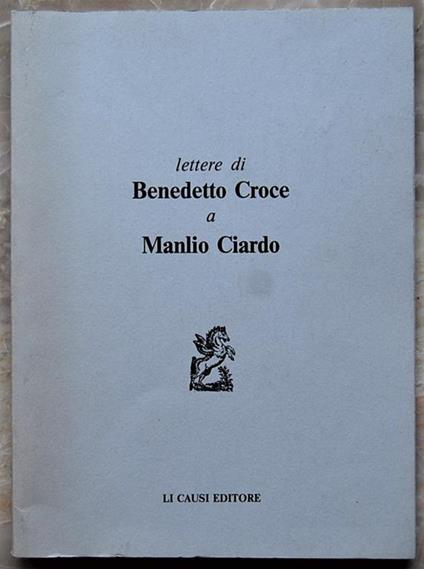 lettere di
Benedetto Croce
a
Manlio Ciardo
LI CAUSI EDITORE